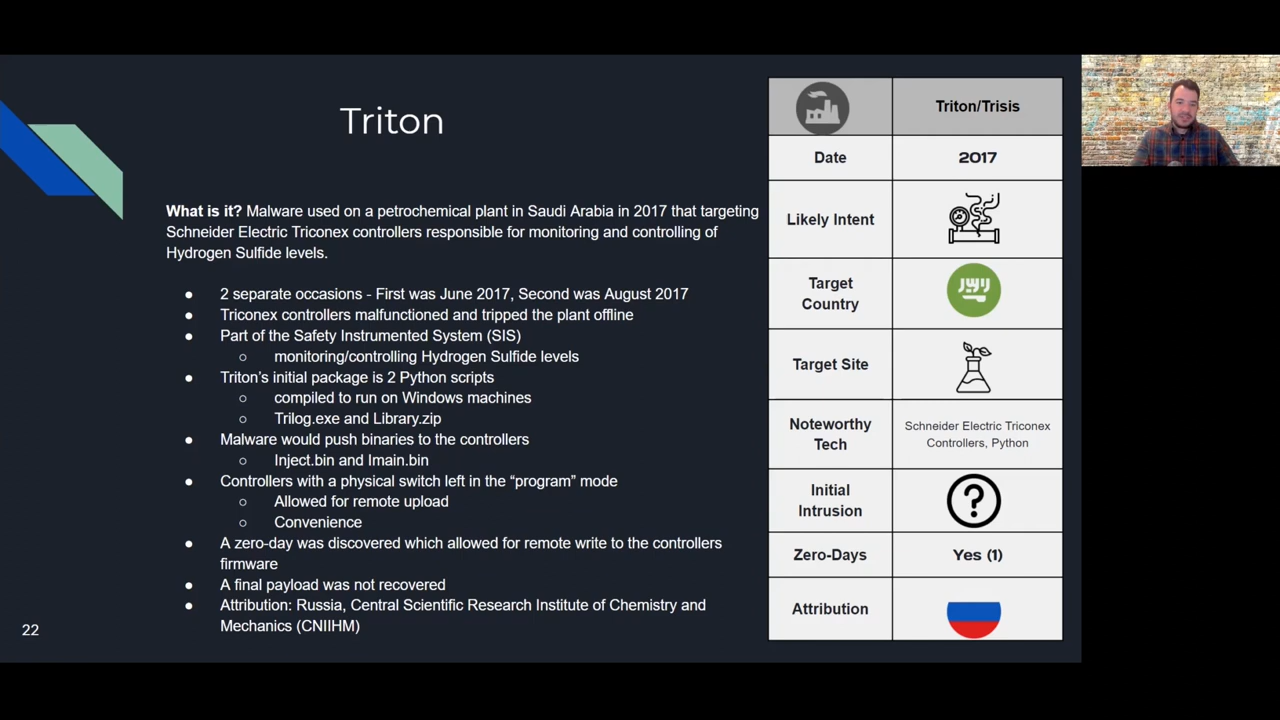 Triton
What is it? Malware used on a petrochemical plant in Saudi Arabia in 2017 that targeting
Schneider Electric Triconex controllers responsible for monitoring and controlling of
Hydrogen Sulfide levels.
● 2 separate occasions - First was June 2017, Second was August 2017
● Triconex controllers malfunctioned and tripped the plant offline
● Part of the Safety Instrumented System (SIS)
○ monitoring/controlling Hydrogen Sulfide levels
● Triton's initial package is 2 Python scripts
○ compiled to run on Windows machines
○ Trilog.exe and Library.zip
● Malware would push binaries to the controllers
○ Inject.bin and Imain.bin
● Controllers with a physical switch left in the “program” mode
○ Allowed for remote upload
○ Convenience
● A zero-day was discovered which allowed for remote write to the controllers
firmware
● A final payload was not recovered
● Attribution: Russia, Central Scientific Research Institute of Chemistry and
Mechanics (CNIIHM)
22
Triton/Trisis
Date
2017
Likely Intent
Target
Country
Target Site
Noteworthy
Tech
Schneider Electric Triconex
Controllers, Python
Initial
Intrusion
?
Zero-Days
Yes (1)
Attribution